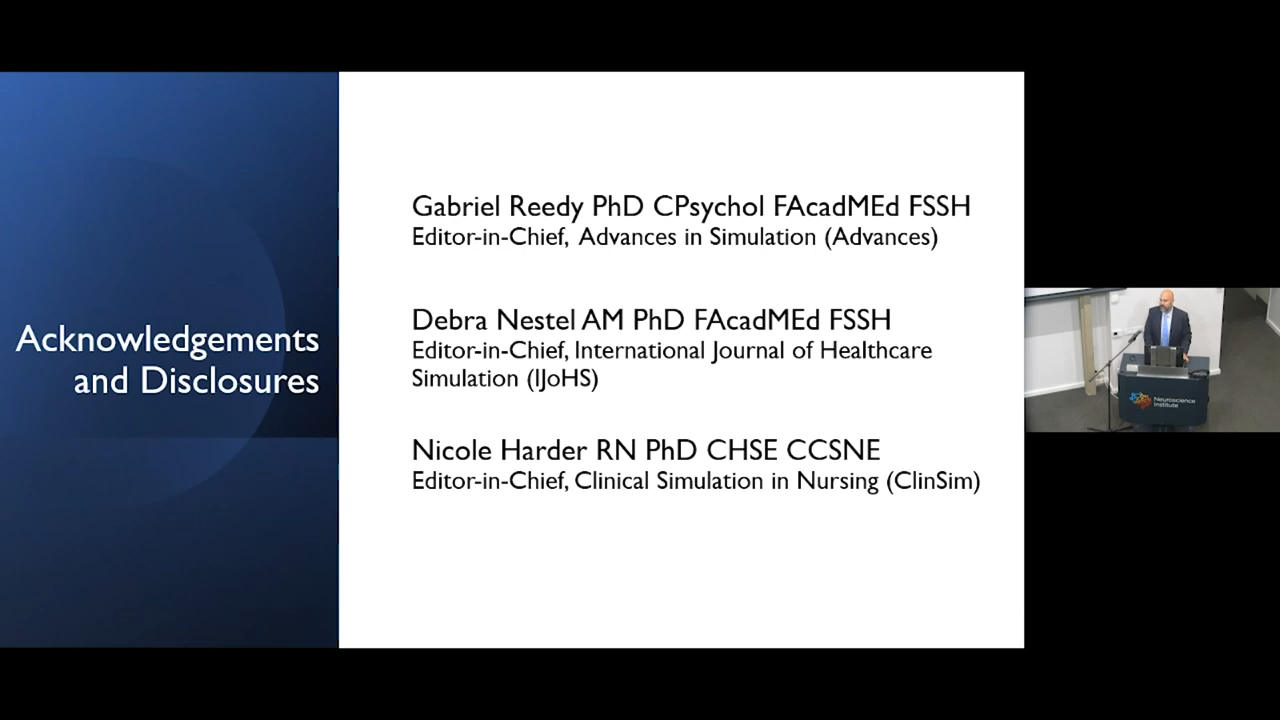 Acknowledgements
and Disclosures
Gabriel Reedy PhD CPsychol FAcadMEd FSSH
Editor-in-Chief, Advances in Simulation (Advances)
Debra Nestel AM PhD FAcadMEd FSSH
Editor-in-Chief, International Journal of Healthcare
Simulation (IJoHS)
Nicole Harder RN PhD CHSE CCSNE
Editor-in-Chief, Clinical Simulation in Nursing (ClinSim)
Neuroscience
Institute